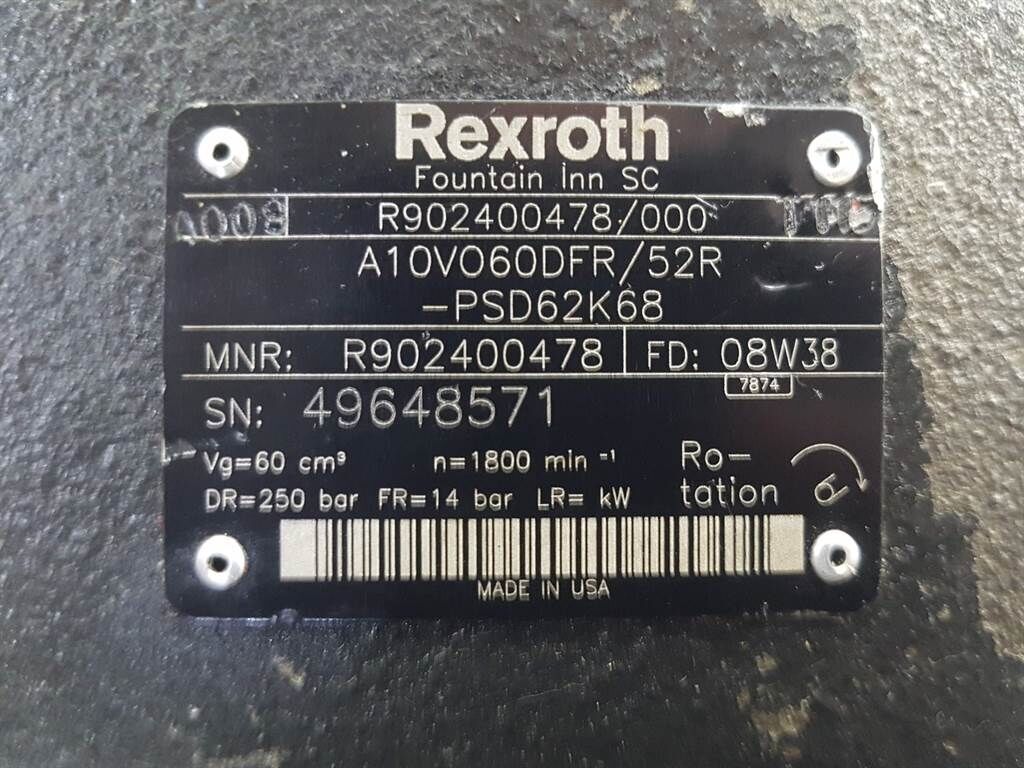 Rexroth
Fountain Inn SC
R902400478/000
A10VO60DFR/52R
-PSD62K68
MNR: R902400478 FD: 08W38
7874
SN: 49648571
Vg=60 cm³ n=1800 min⁻¹
DR=250 bar FR=14 bar LR= kW
Ro-
tation
MADE IN USA